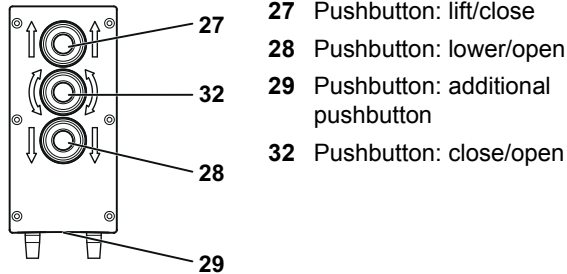 27
32
28
29
27 Pushbutton: lift/close
28 Pushbutton: lower/open
29 Pushbutton: additional
pushbutton
32 Pushbutton: close/open